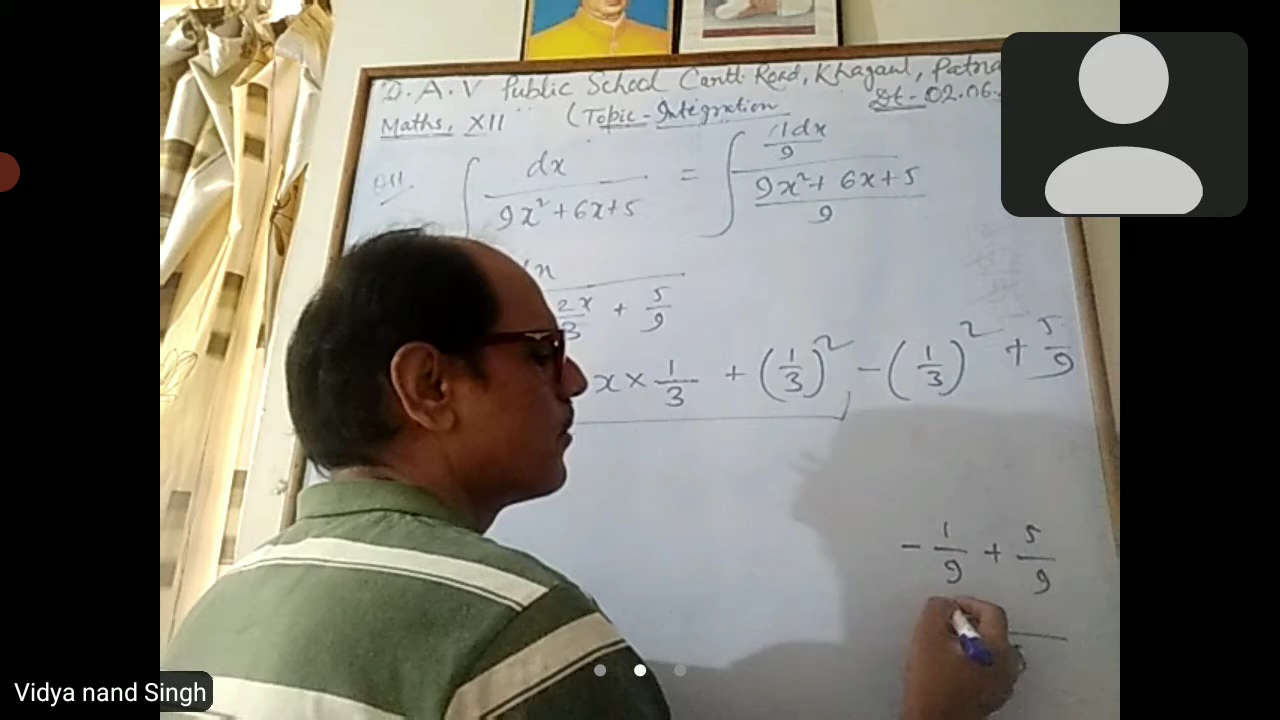 D.A.V Public School Cantt. Road, Khagaul, Patna
Maths, XII (Topic - Integration Dt - 02.06.
Q11. ∫ dx / (9x² + 6x + 5) = ∫ (1/9 dx) / ((9x² + 6x + 5) / 9)
2x/3 + 5/9
x × 1/3 + (1/3)² - (1/3)² + 5/9
- 1/9 + 5/9
Vidya nand Singh